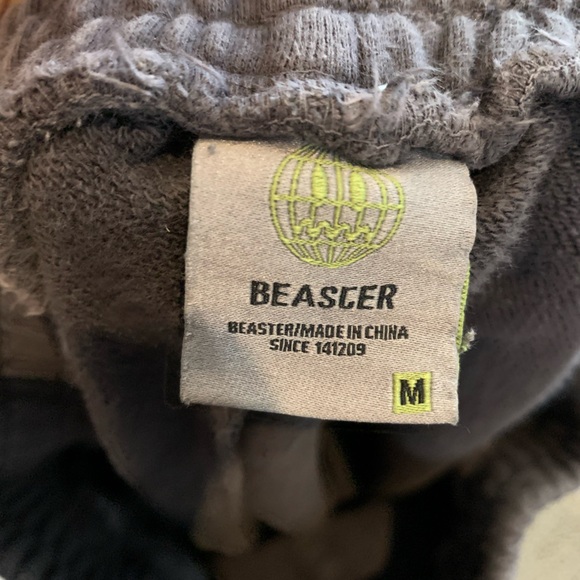 BEASCER
BEASTER/MADE IN CHINA
SINCE 141209
M